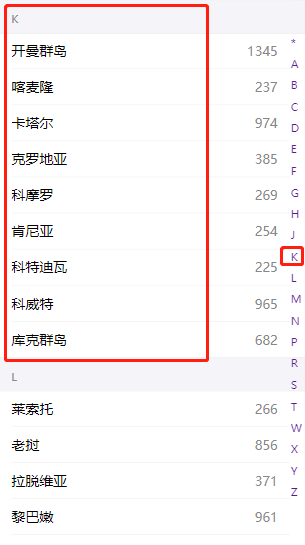 K
开曼群岛 1345
喀麦隆 237
卡塔尔 974
克罗地亚 385
科摩罗 269
肯尼亚 254
科特迪瓦 225
科威特 965
库克群岛 682
L
莱索托 266
老挝 856
拉脱维亚 371
黎巴嫩 961
*
A
B
C
D
E
F
G
H
J
K
L
M
N
P
R
S
T
W
X
Y
Z